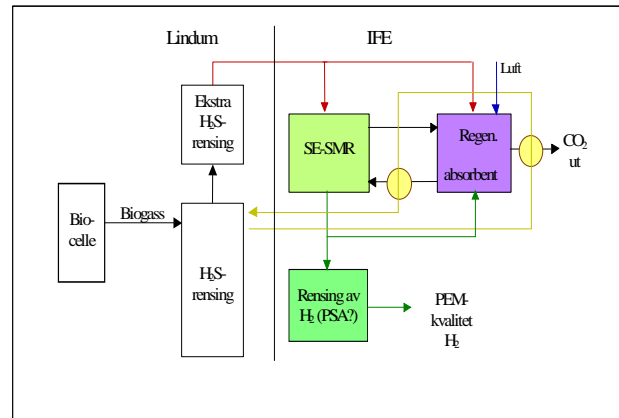 Lindum
IFE
Luft
Ekstra
H₂S-
rensing
SE-SMR
Regen.
absorbent
CO₂
ut
Bio-
celle
Biogass
H₂S-
rensing
Rensing av
H₂ (PSA?)
PEM-
kvalitet
H₂